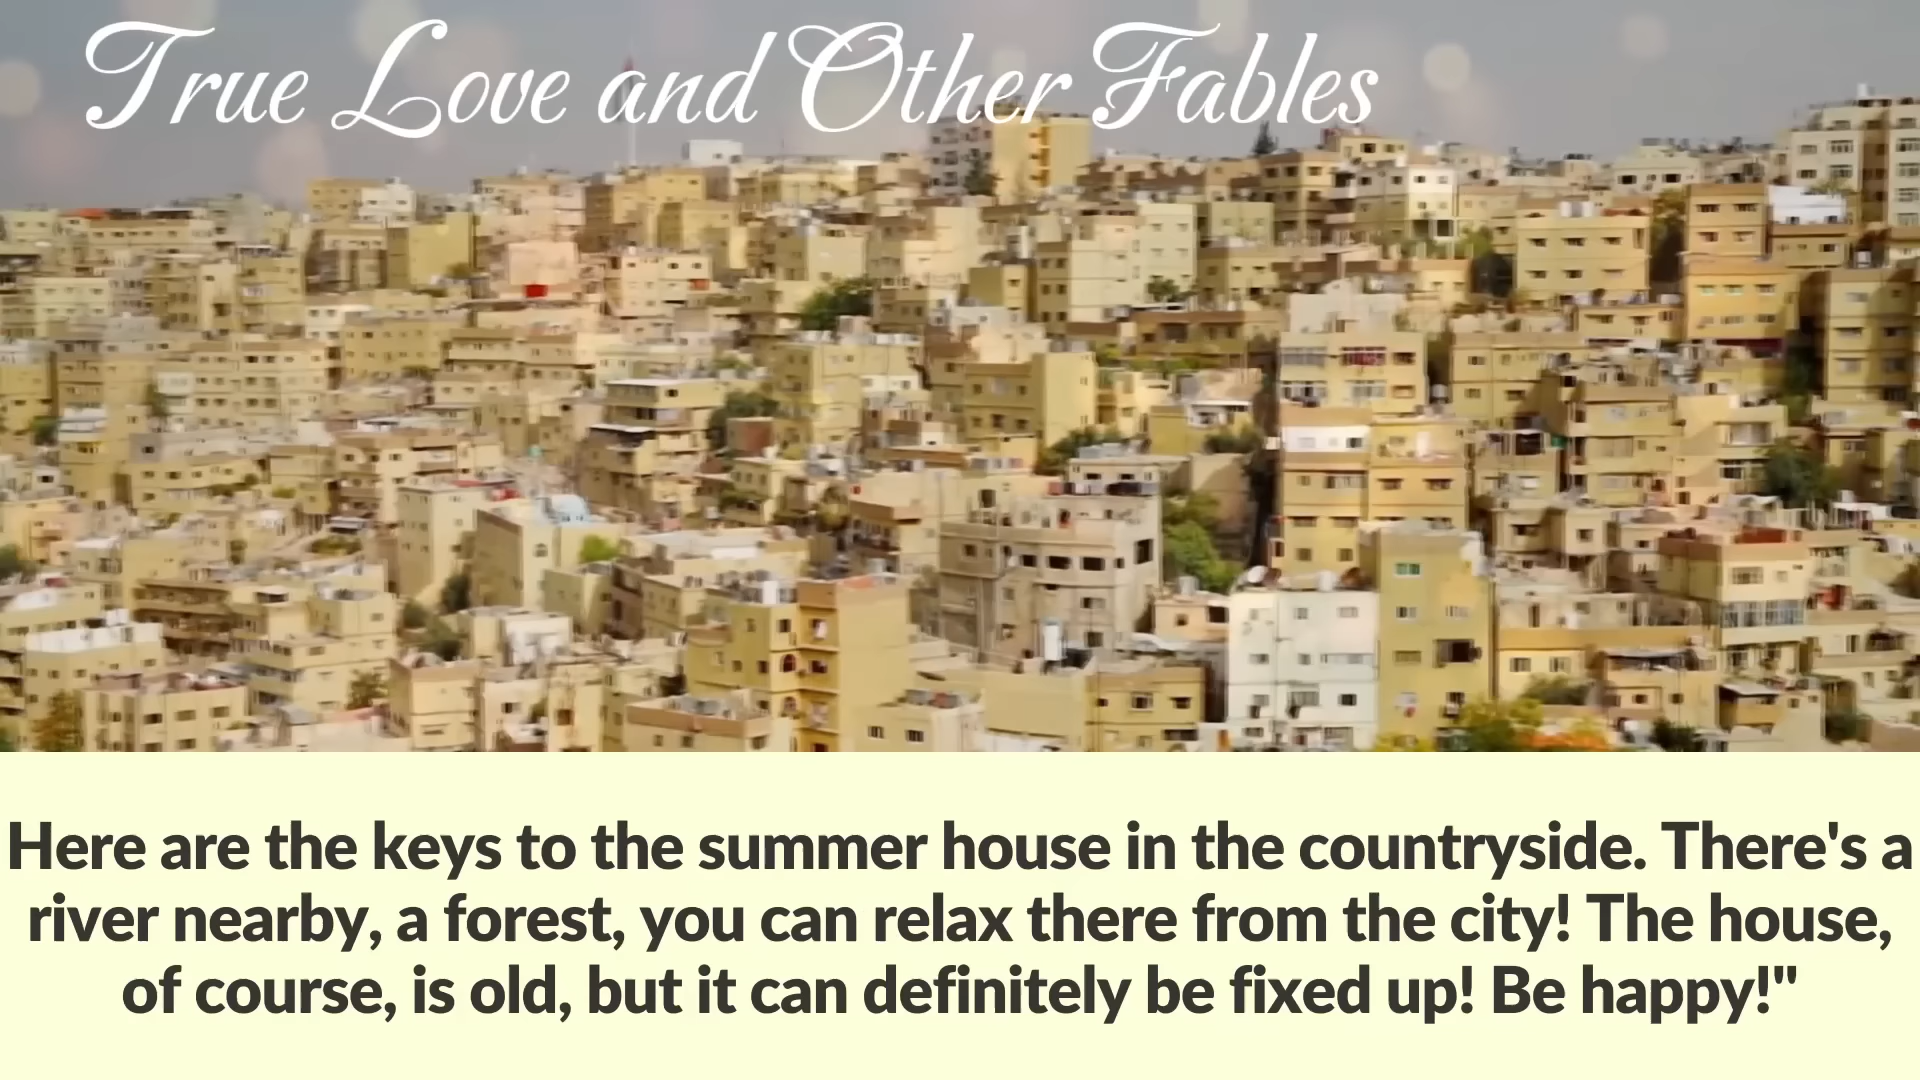 True Love and Other Fables
Here are the keys to the summer house in the countryside. There's a
river nearby, a forest, you can relax there from the city! The house,
of course, is old, but it can definitely be fixed up! Be happy!"